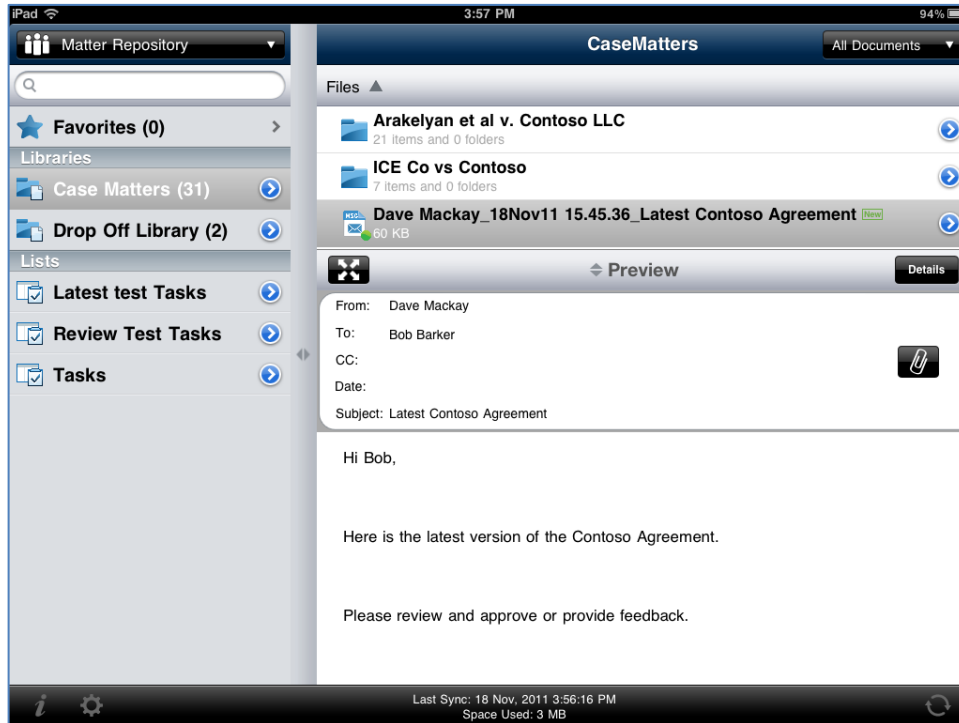 iPad 3:57 PM 94%
Matter Repository
CaseMatters
All Documents
Files
Favorites (0)
Libraries
Case Matters (31)
Drop Off Library (2)
Lists
Latest test Tasks
Review Test Tasks
Tasks
Arakelyan et al v. Contoso LLC
21 items and 0 folders
ICE Co vs Contoso
7 items and 0 folders
MSG
Dave Mackay_18Nov11 15.45.36_Latest Contoso Agreement New
60 KB
Preview
Details
From: Dave Mackay
To: Bob Barker
CC:
Date:
Subject: Latest Contoso Agreement
Hi Bob,
Here is the latest version of the Contoso Agreement.
Please review and approve or provide feedback.
i
Last Sync: 18 Nov, 2011 3:56:16 PM
Space Used: 3 MB